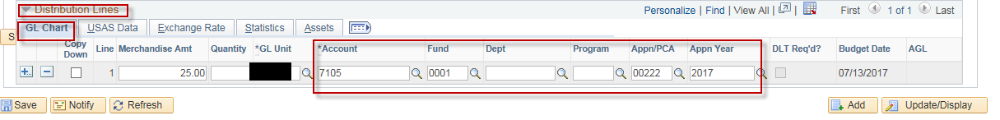 Distribution Lines Personalize | Find | View All | First 1 of 1 Last
GL Chart USAS Data Exchange Rate Statistics Assets
S
Copy Down Line Merchandise Amt Quantity *GL Unit *Account Fund Dept Program Appn/PCA Appn Year DLT Req'd? Budget Date AGL
1 25.00 7105 0001 00222 2017 07/13/2017
Save Notify Refresh Add Update/Display